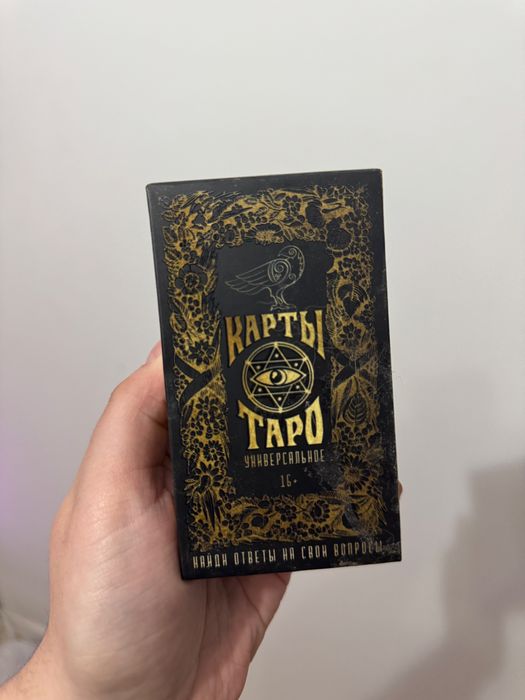 КАРТЫ
ТАРО
УНИВЕРСАЛЬНОЕ
16+
НАЙДИ ОТВЕТЫ НА СВОИ ВОПРОСЫ